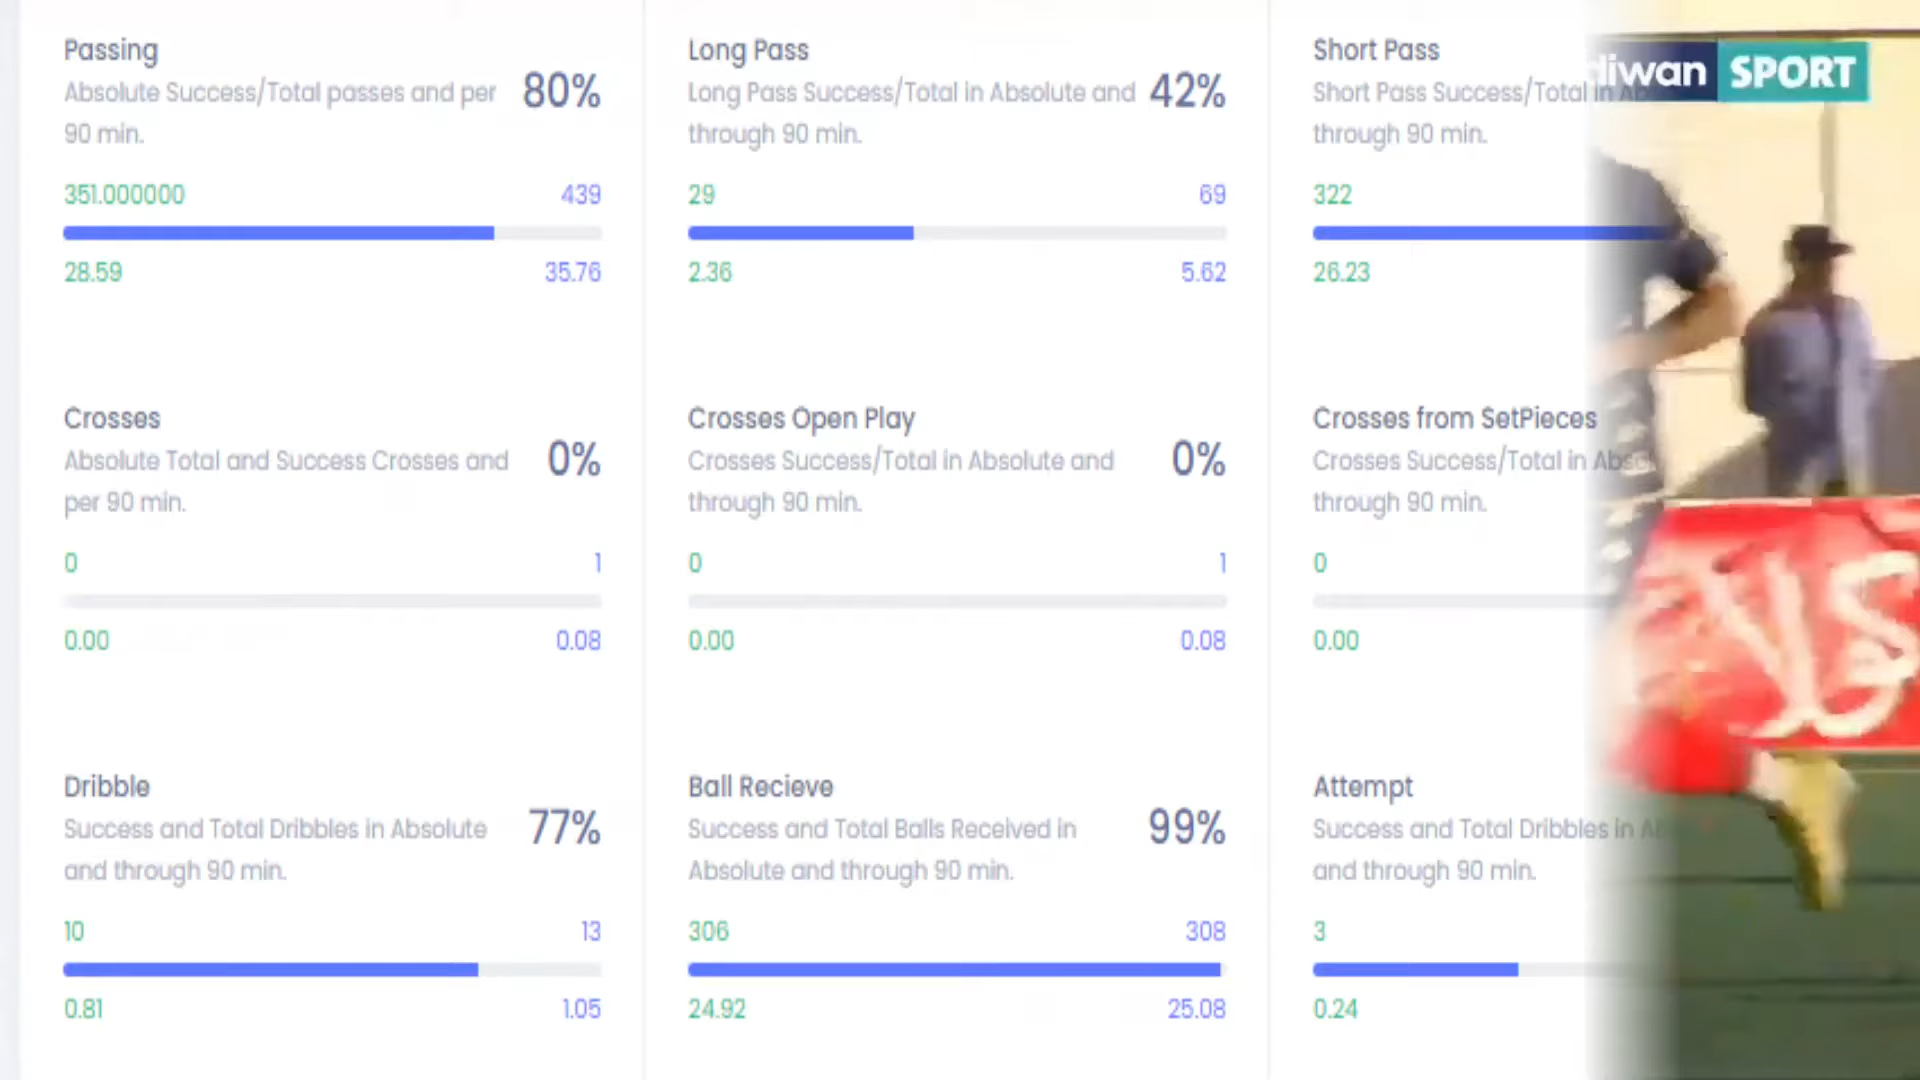 Passing
Absolute Success/Total passes and per
90 min.
80%
351.000000
439
28.59
35.76
Long Pass
Long Pass Success/Total in Absolute and
through 90 min.
42%
29
69
2.36
5.62
Short Pass
Short Pass Success/Total in Ab
through 90 min.
322
26.23
diwan SPORT
Crosses
Absolute Total and Success Crosses and
per 90 min.
0%
0
1
0.00
0.08
Crosses Open Play
Crosses Success/Total in Absolute and
through 90 min.
0%
0
1
0.00
0.08
Crosses from SetPieces
Crosses Success/Total in Abso
through 90 min.
0
0.00
Dribble
Success and Total Dribbles in Absolute
and through 90 min.
77%
10
13
0.81
1.05
Ball Recieve
Success and Total Balls Received in
Absolute and through 90 min.
99%
306
308
24.92
25.08
Attempt
Success and Total Dribbles in Ab
and through 90 min.
3
0.24